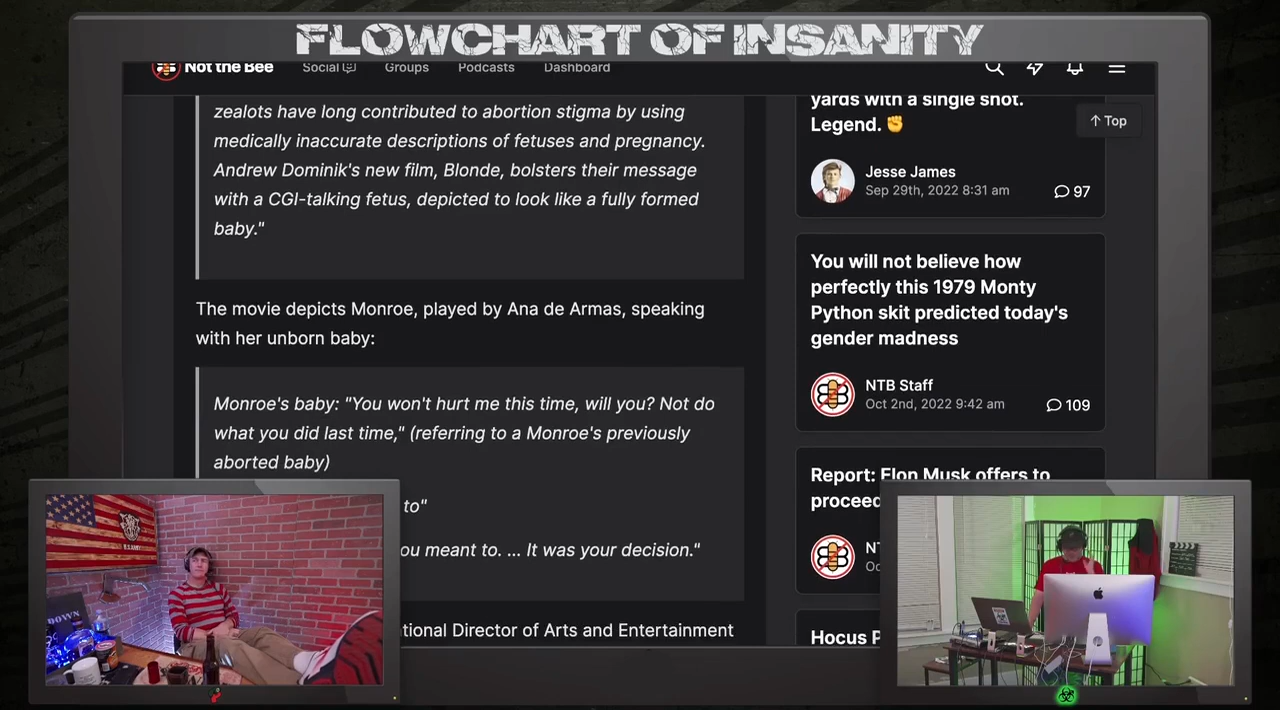 FLOWCHART OF INSANITY
Not the Bee Social Groups Podcasts Dashboard
zealots have long contributed to abortion stigma by using
medically inaccurate descriptions of fetuses and pregnancy.
Andrew Dominik's new film, Blonde, bolsters their message
with a CGI-talking fetus, depicted to look like a fully formed
baby."
The movie depicts Monroe, played by Ana de Armas, speaking
with her unborn baby:
Monroe's baby: "You won't hurt me this time, will you? Not do
what you did last time," (referring to a Monroe's previously
aborted baby)
to"
ou meant to. ... It was your decision."
tional Director of Arts and Entertainment
yards with a single shot.
Legend. ✊
↑ Top
Jesse James
Sep 29th, 2022 8:31 am
97
You will not believe how
perfectly this 1979 Monty
Python skit predicted today's
gender madness
NTB Staff
Oct 2nd, 2022 9:42 am
109
Report: Elon Musk offers to
proceed
NT
Oc
Hocus P
DOWN
U.S. ARMY